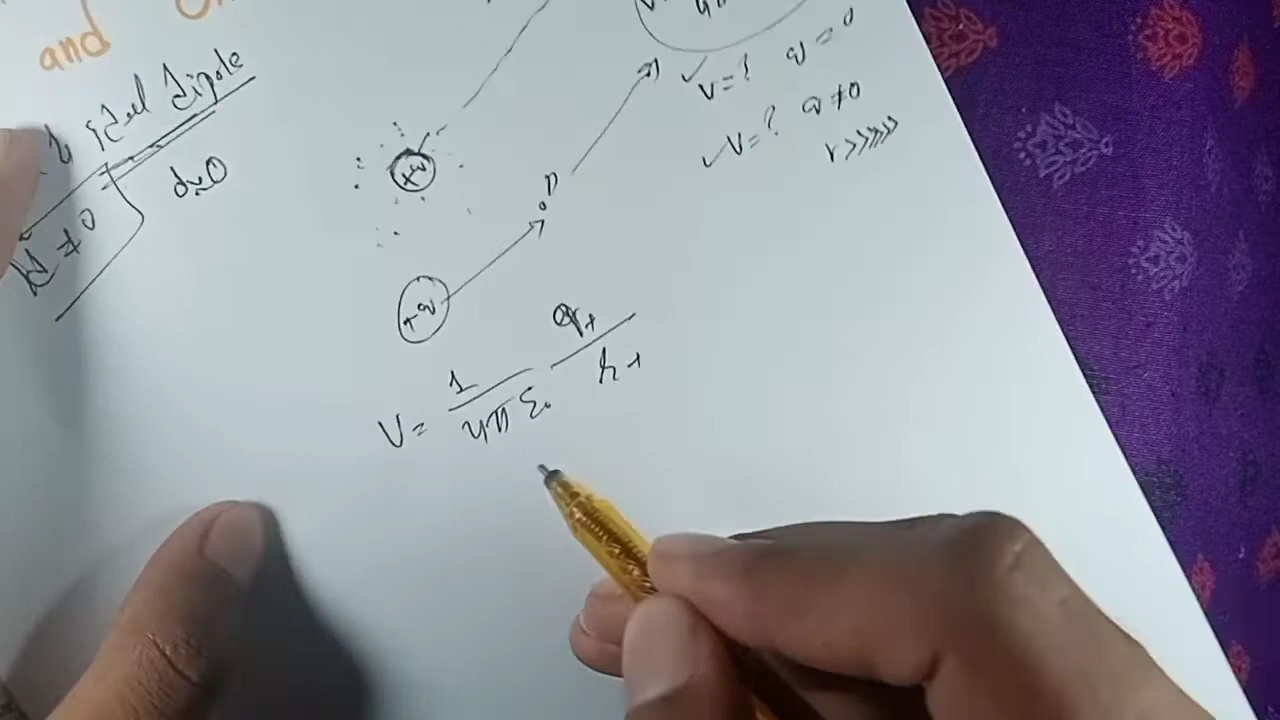 and
ideal dipole
d≈0
≠ 0
V=? q = 0
V=? q ≠ 0
r >>>>>
+q
P
+q
V = 1/4πε₀ q₊/r₊